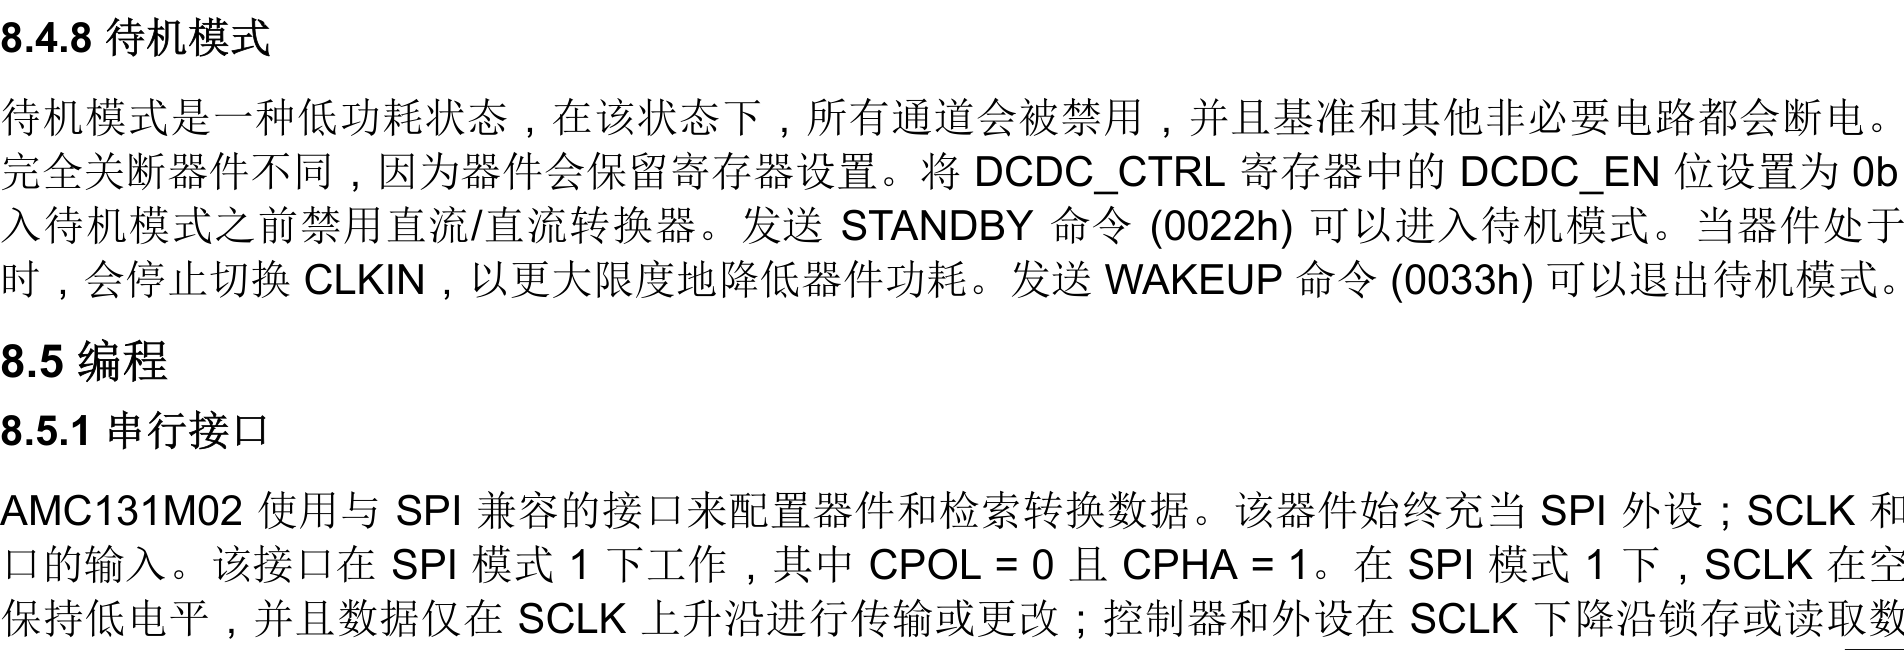 8.4.8 待机模式
待机模式是一种低功耗状态，在该状态下，所有通道会被禁用，并且基准和其他非必要电路都会断电。
完全关断器件不同，因为器件会保留寄存器设置。将 DCDC_CTRL 寄存器中的 DCDC_EN 位设置为 0b
入待机模式之前禁用直流/直流转换器。发送 STANDBY 命令 (0022h) 可以进入待机模式。当器件处于
时，会停止切换 CLKIN，以更大限度地降低器件功耗。发送 WAKEUP 命令 (0033h) 可以退出待机模式。
8.5 编程
8.5.1 串行接口
AMC131M02 使用与 SPI 兼容的接口来配置器件和检索转换数据。该器件始终充当 SPI 外设；SCLK 和
口的输入。该接口在 SPI 模式 1 下工作，其中 CPOL = 0 且 CPHA = 1。在 SPI 模式 1 下，SCLK 在空
保持低电平，并且数据仅在 SCLK 上升沿进行传输或更改；控制器和外设在 SCLK 下降沿锁存或读取数